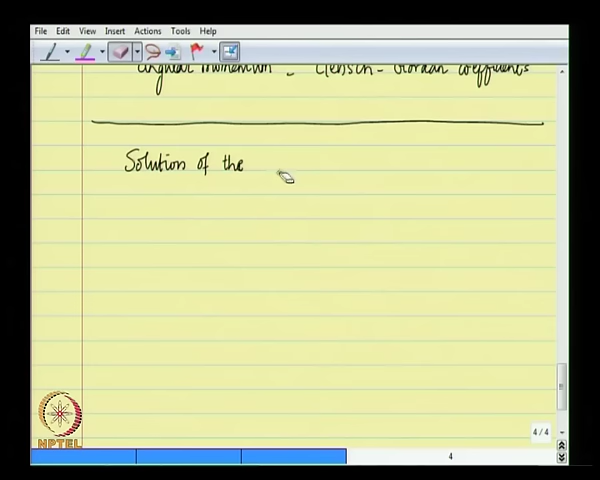 File Edit View Insert Actions Tools Help
angular momentum - Clebsch - Gordan coefficients
Solution of the
NPTEL
4/4
4